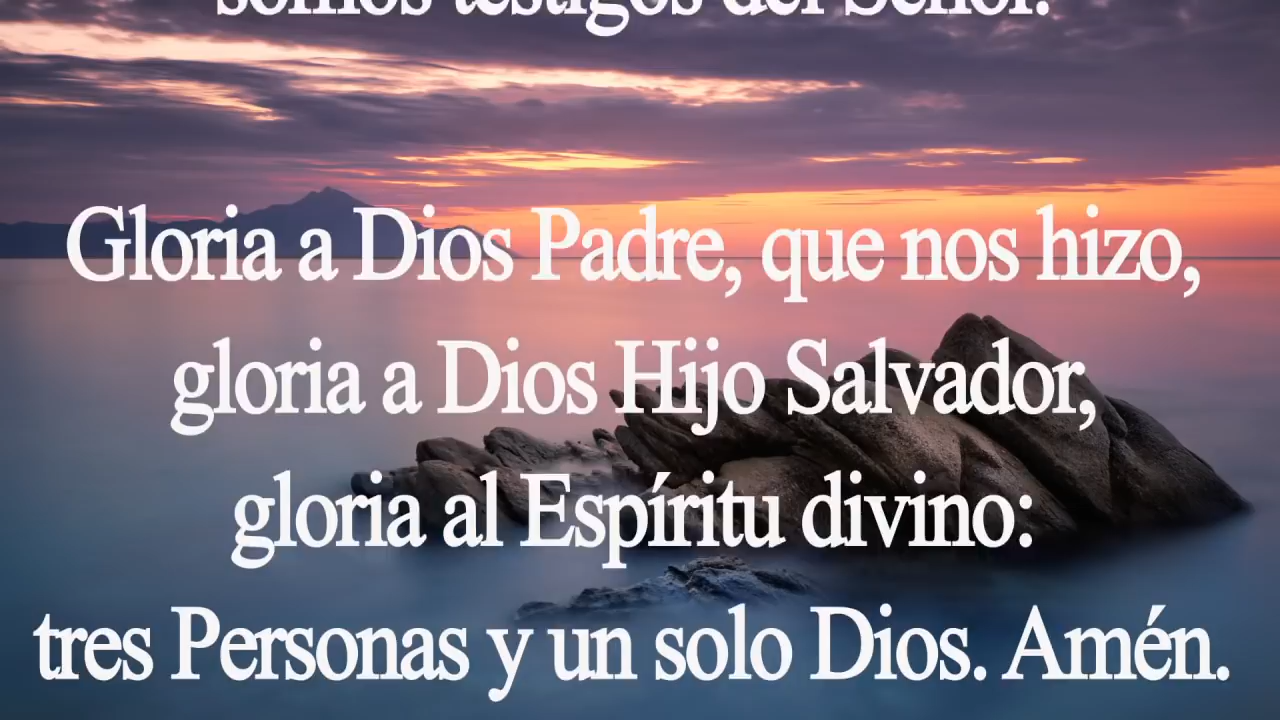 somos testigos del Señor.
Gloria a Dios Padre, que nos hizo,
gloria a Dios Hijo Salvador,
gloria al Espíritu divino:
tres Personas y un solo Dios. Amén.